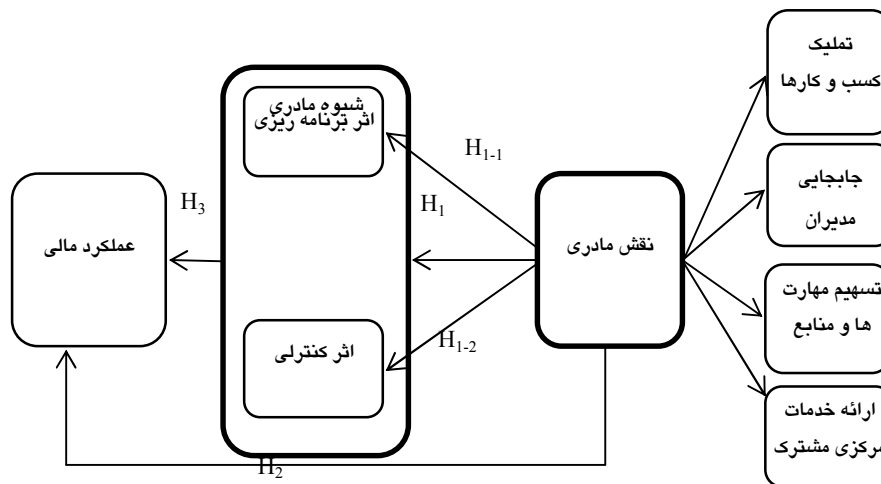 تملیک
کسب و کارها
جابجایی
مدیران
تسهیم مهارت
ها و منابع
ارائه خدمات
مرکزی مشترک
نقش مادری
شیوه مادری
اثر برنامه ریزی
اثر کنترلی
عملکرد مالی
H1-1
H1
H1-2
H3
H2